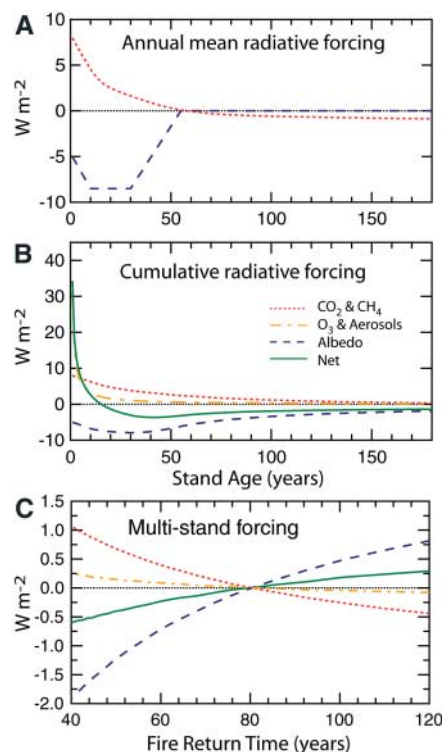 A
Annual mean radiative forcing
10
5
0
-5
-10
W m-2
0 50 100 150
B
Cumulative radiative forcing
40
30
20
10
0
-10
W m-2
CO2 & CH4
O3 & Aerosols
Albedo
Net
0 50 100 150
Stand Age (years)
C
Multi-stand forcing
1.5
1.0
0.5
0.0
-0.5
-1.0
-1.5
-2.0
W m-2
40 60 80 100 120
Fire Return Time (years)